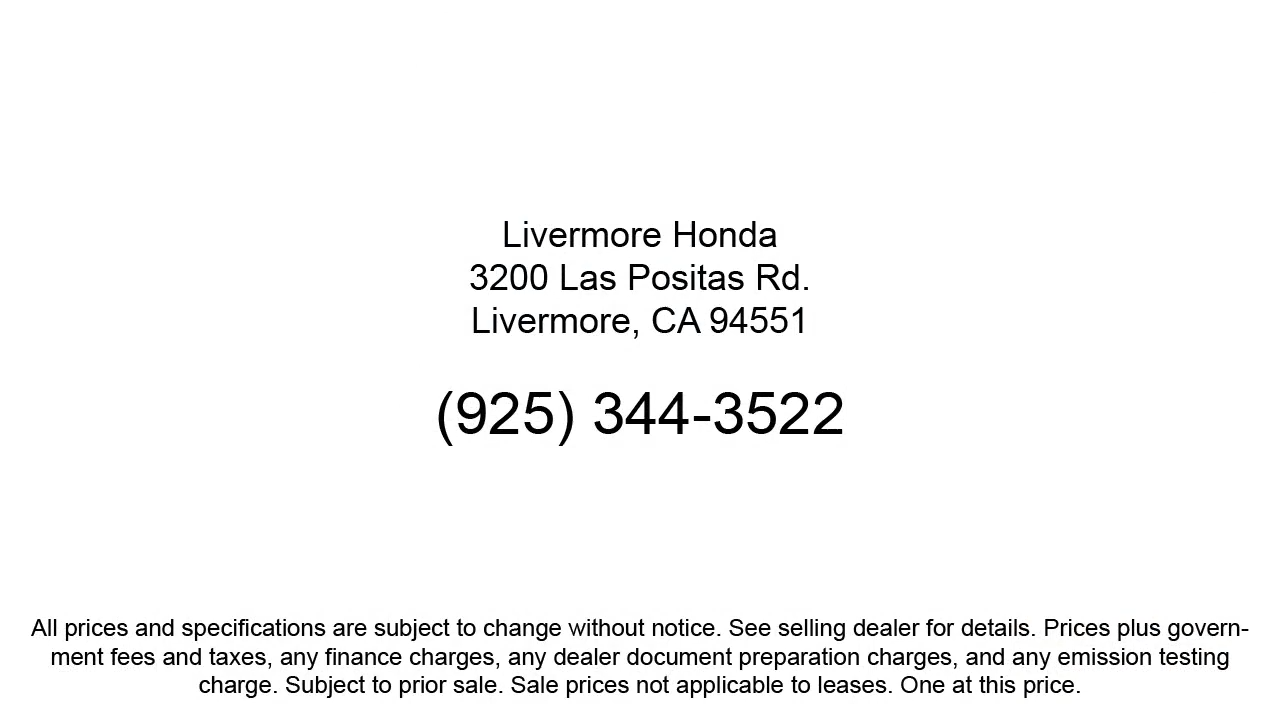 Livermore Honda
3200 Las Positas Rd.
Livermore, CA 94551
(925) 344-3522
All prices and specifications are subject to change without notice. See selling dealer for details. Prices plus govern-
ment fees and taxes, any finance charges, any dealer document preparation charges, and any emission testing
charge. Subject to prior sale. Sale prices not applicable to leases. One at this price.